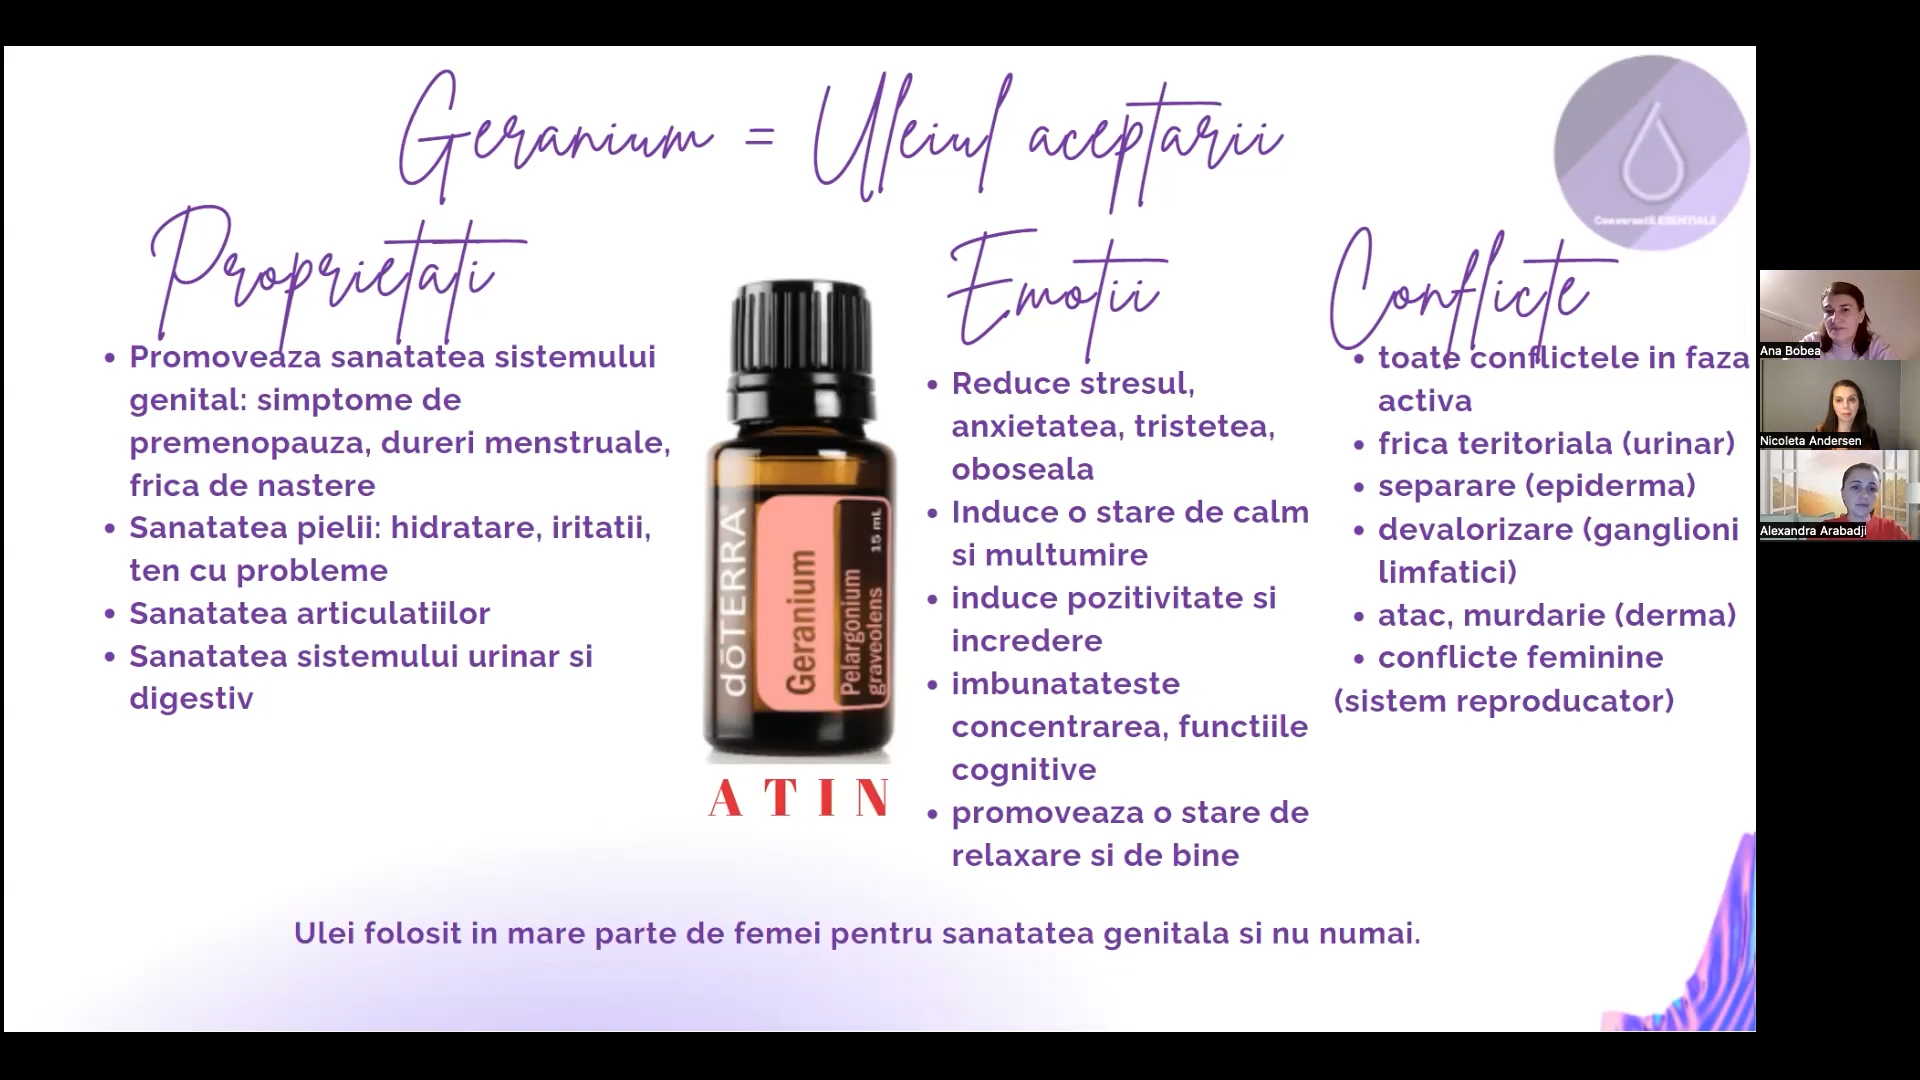 Geranium = Uleiul aceptarii
Conversatii ESENTIALE
Proprietati
Promoveaza sanatatea sistemului
genital: simptome de
premenopauza, dureri menstruale,
frica de nastere
Sanatatea pielii: hidratare, iritatii,
ten cu probleme
Sanatatea articulatiilor
Sanatatea sistemului urinar si
digestiv
dōTERRA
Geranium
Pelargonium
graveolens
15 mL
A T I N
Emotii
Reduce stresul,
anxietatea, tristetea,
oboseala
Induce o stare de calm
si multumire
induce pozitivitate si
incredere
imbunatateste
concentrarea, functiile
cognitive
promoveaza o stare de
relaxare si de bine
Conflicte
toate conflictele in faza
activa
frica teritoriala (urinar)
separare (epiderma)
devalorizare (ganglioni
limfatici)
atac, murdarie (derma)
conflicte feminine
(sistem reproducator)
Ulei folosit in mare parte de femei pentru sanatatea genitala si nu numai.
Ana Bobea
Nicoleta Andersen
Alexandra Arabadji